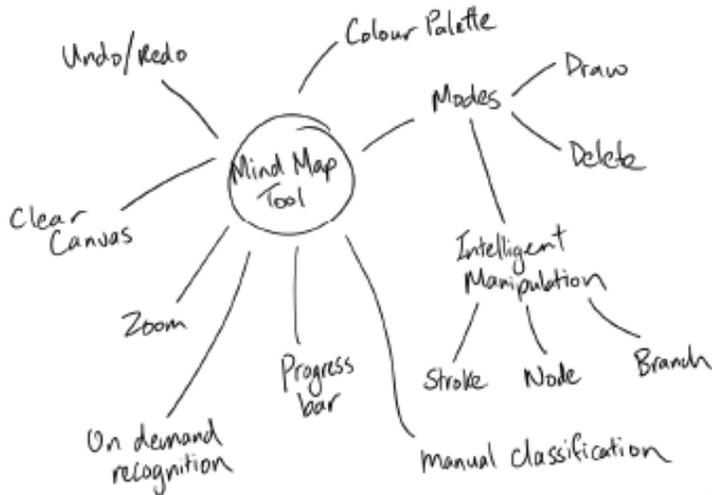 Colour Palette
Undo/Redo
Modes
Draw
Delete
Mind Map
Tool
Clear
Canvas
Intelligent
Manipulation
Zoom
Progress
bar
Stroke
Node
Branch
On demand
recognition
Manual classification